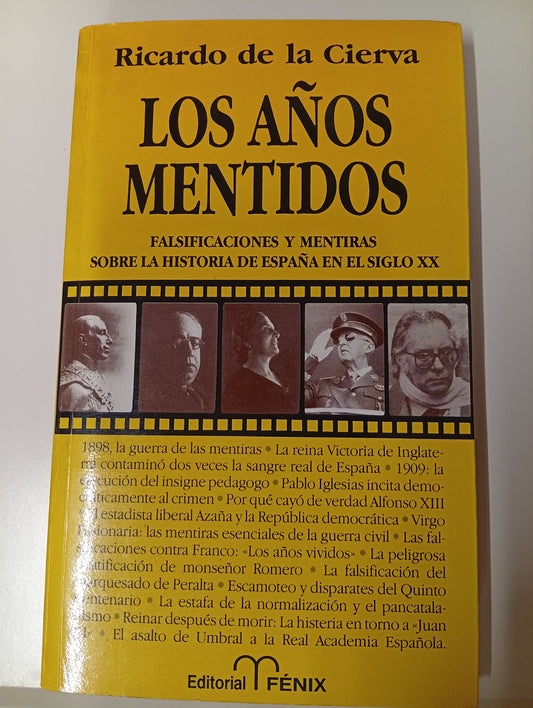 Ricardo de la Cierva
LOS AÑOS
MENTIDOS
FALSIFICACIONES Y MENTIRAS
SOBRE LA HISTORIA DE ESPAÑA EN EL SIGLO XX
1898, la guerra de las mentiras • La reina Victoria de Inglate-
rra contaminó dos veces la sangre real de España • 1909: la
ejecución del insigne pedagogo • Pablo Iglesias incita demo-
cráticamente al crimen • Por qué cayó de verdad Alfonso XIII
• El estadista liberal Azaña y la República democrática • Virgo
Pasionaria: las mentiras esenciales de la guerra civil • Las fal-
sificaciones contra Franco: «Los años vividos» • La peligrosa
beatificación de monseñor Romero • La falsificación del
marquesado de Peralta • Escamoteo y disparates del Quinto
Centenario • La estafa de la normalización y el pancatala-
nismo • Reinar después de morir: La histeria en torno a «Juan
• El asalto de Umbral a la Real Academia Española.
Editorial FÉNIX